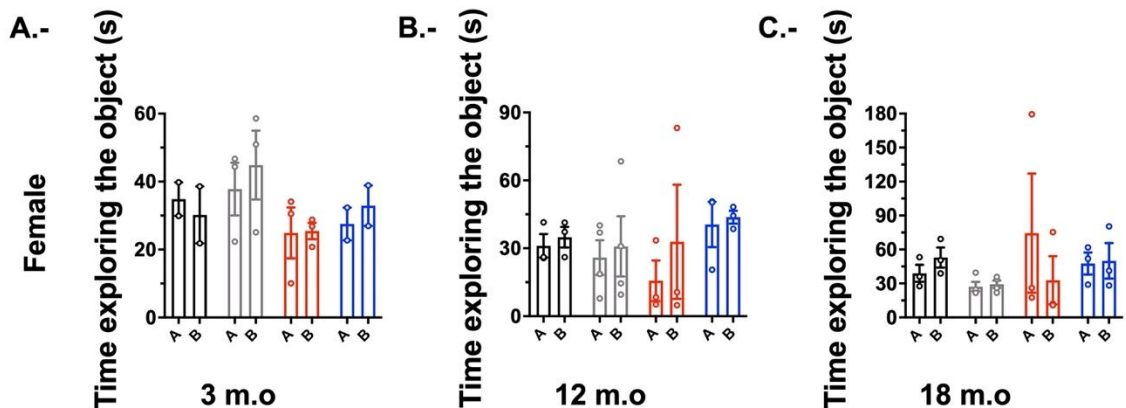 A.-
B.-
C.-
Female
Time exploring the object (s)
60
40
20
0
A B A B A B A B
3 m.o
Time exploring the object (s)
90
60
30
0
A B A B A B A B
12 m.o
Time exploring the object (s)
180
150
120
90
60
30
0
A B A B A B A B
18 m.o